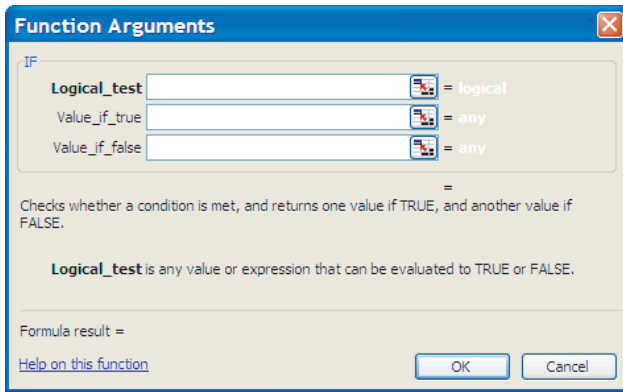 Function Arguments
IF
Logical_test = logical
Value_if_true = any
Value_if_false = any
=
Checks whether a condition is met, and returns one value if TRUE, and another value if
FALSE.
Logical_test is any value or expression that can be evaluated to TRUE or FALSE.
Formula result =
Help on this function
OK Cancel